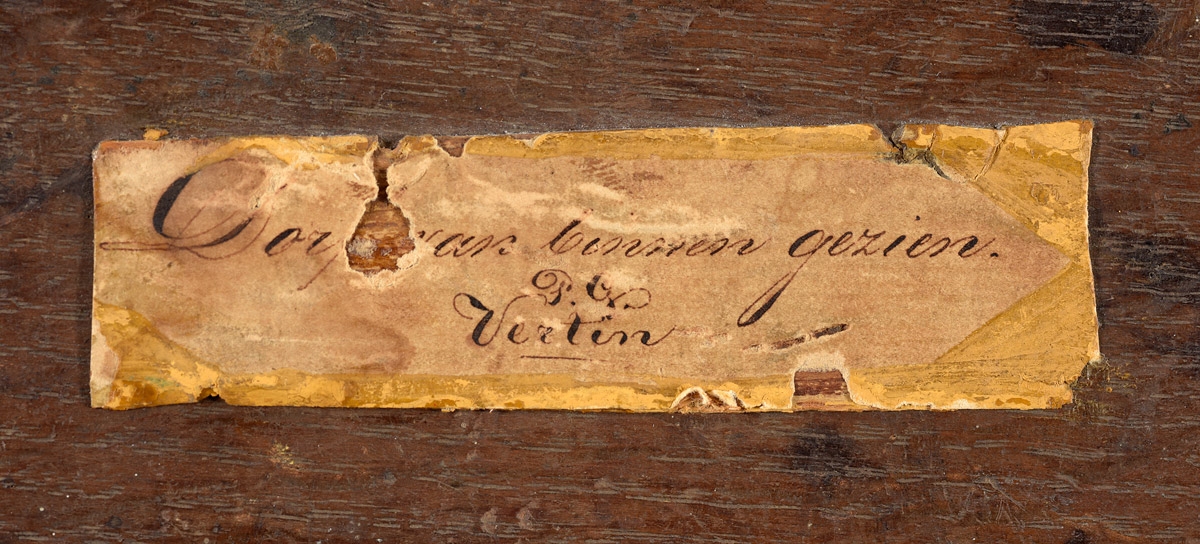 Dorp van binnen gezien.
P. G.
Vertin